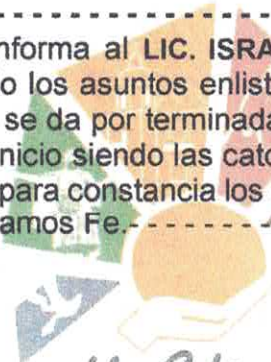 - - - - - - - - - - - - - - - - - - -
nforma al LIC. ISRA
o los asuntos enlist
se da por terminada
nicio siendo las cato
para constancia los
amos Fe.- - - - - - - -